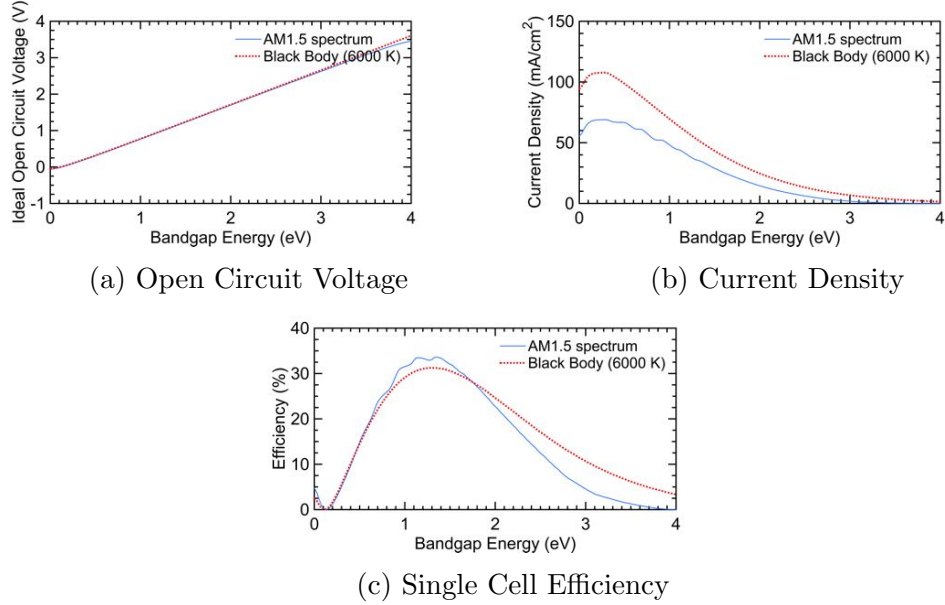 Ideal Open Circuit Voltage (V)
4
3
2
1
0
-1
AM1.5 spectrum
Black Body (6000 K)
0 1 2 3 4
Bandgap Energy (eV)
(a) Open Circuit Voltage
Current Density (mA/cm²)
150
100
50
0
AM1.5 spectrum
Black Body (6000 K)
0 1 2 3 4
Bandgap Energy (eV)
(b) Current Density
Efficiency (%)
40
30
20
10
0
AM1.5 spectrum
Black Body (6000 K)
0 1 2 3 4
Bandgap Energy (eV)
(c) Single Cell Efficiency